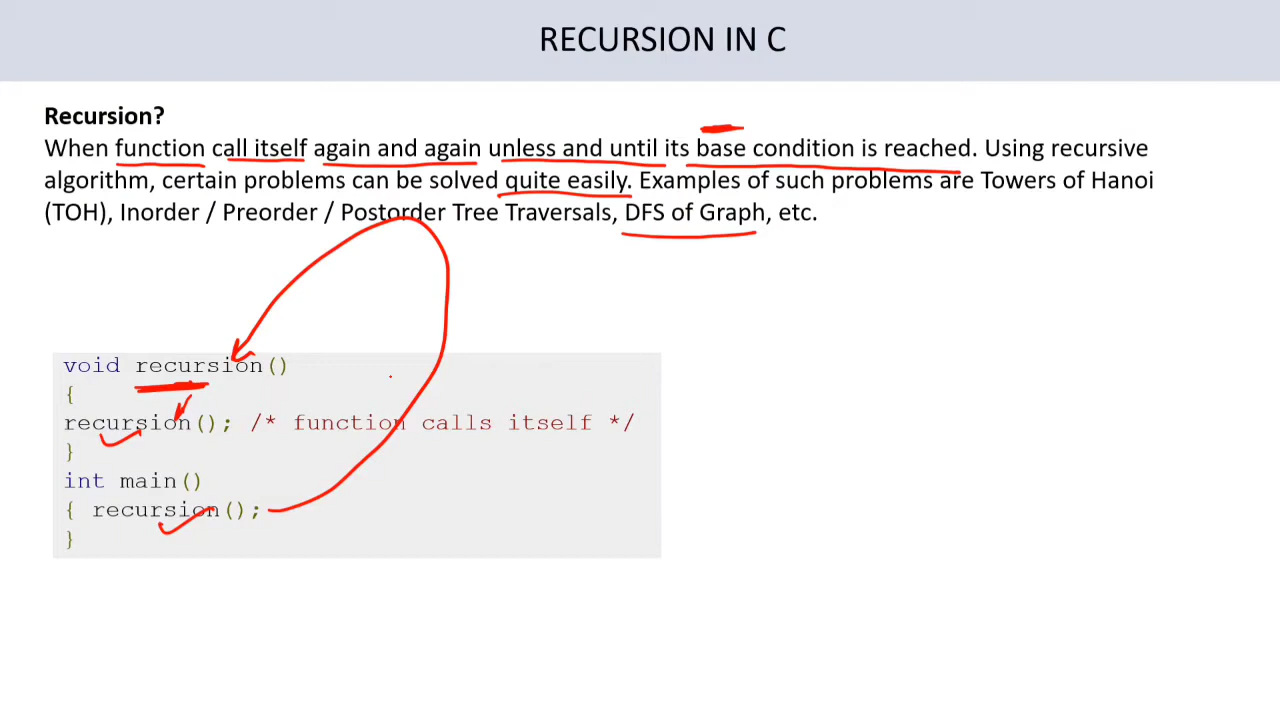 RECURSION IN C
Recursion?
When function call itself again and again unless and until its base condition is reached. Using recursive
algorithm, certain problems can be solved quite easily. Examples of such problems are Towers of Hanoi
(TOH), Inorder / Preorder / Postorder Tree Traversals, DFS of Graph, etc.
void recursion()
{
recursion(); /* function calls itself */
}
int main()
{ recursion();
}